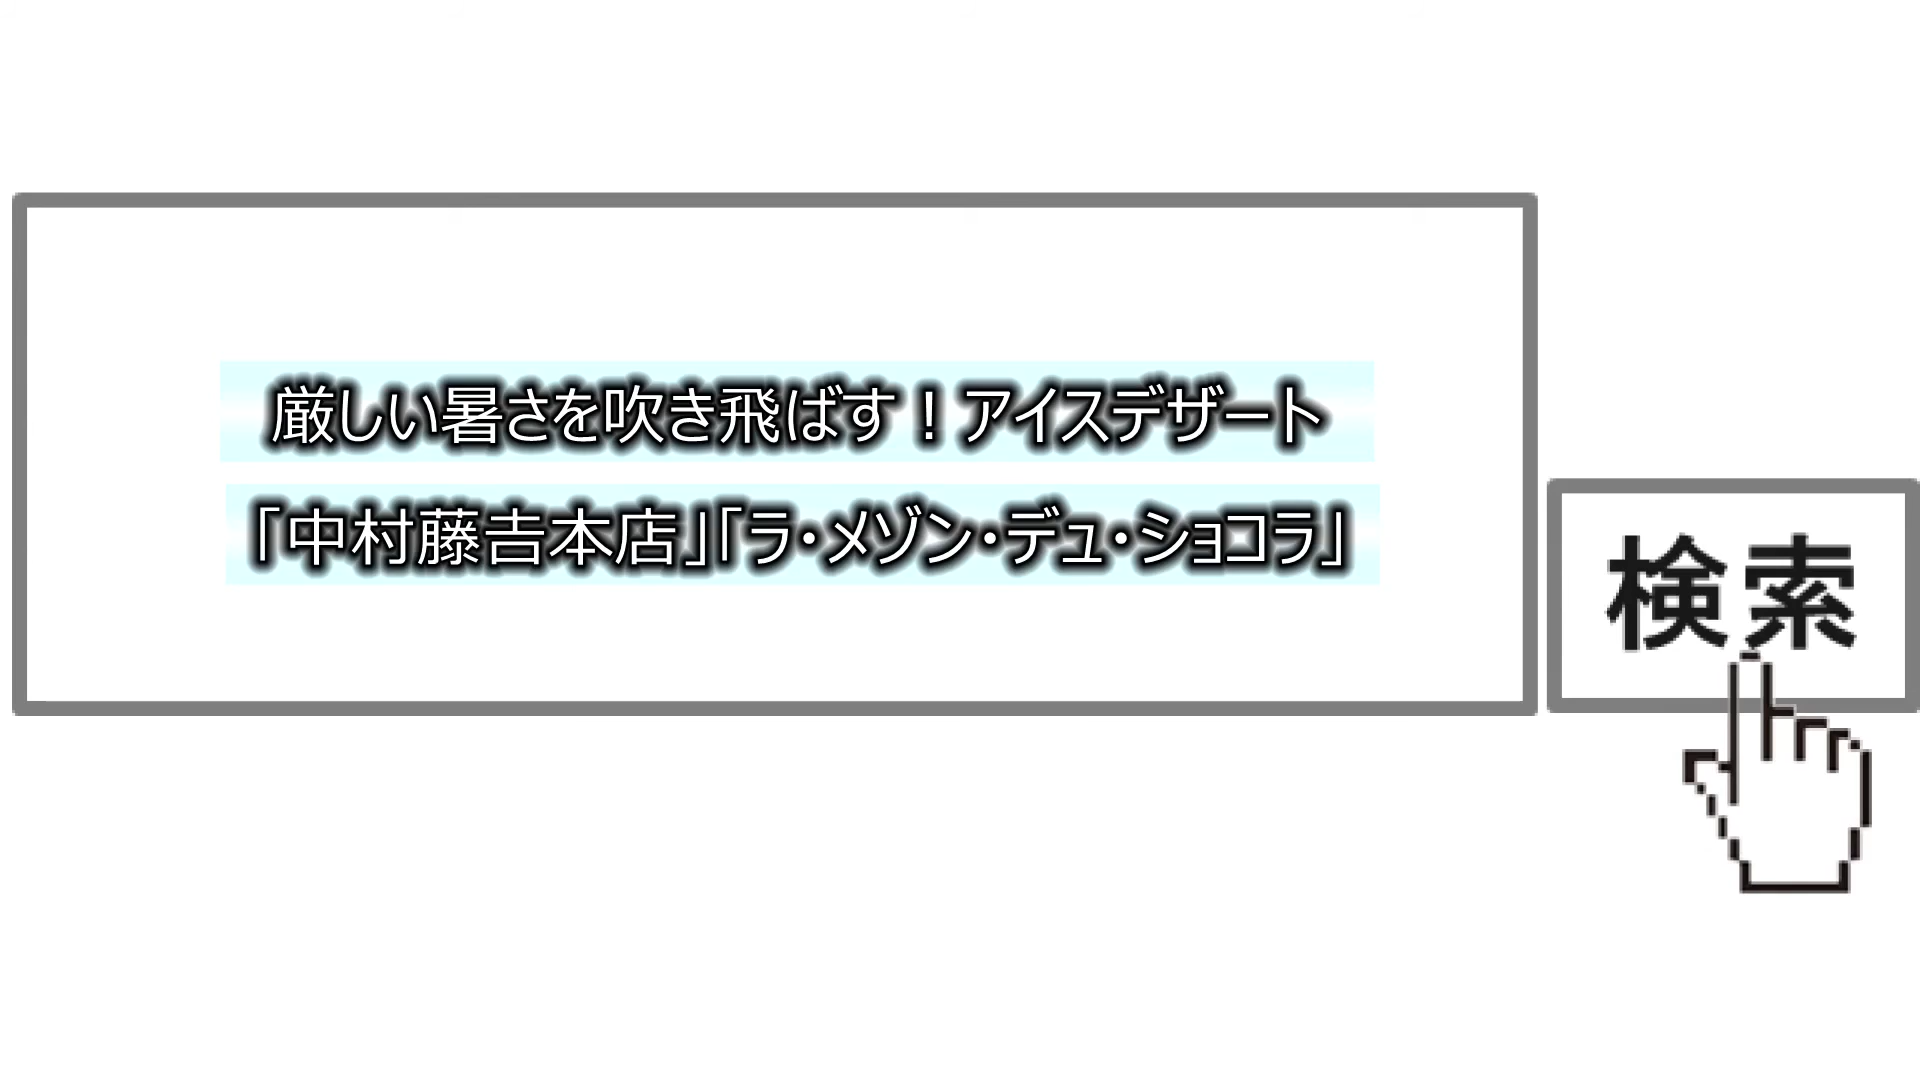 厳しい暑さを吹き飛ばす！アイスデザート
「中村藤𠮷本店」「ラ・メゾン・デュ・ショコラ」
検索